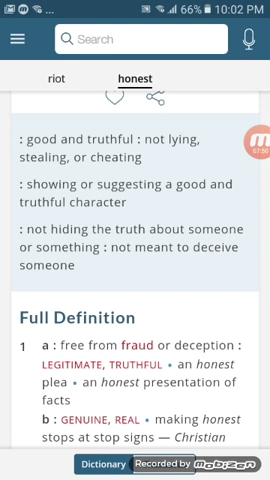 66% 10:02 PM
Search
riot honest
: good and truthful : not lying,
stealing, or cheating
: showing or suggesting a good and
truthful character
: not hiding the truth about someone
or something : not meant to deceive
someone
07:50
Full Definition
1 a : free from fraud or deception :
LEGITIMATE, TRUTHFUL • an honest
plea • an honest presentation of
facts
b : GENUINE, REAL • making honest
stops at stop signs — Christian
Dictionary
Recorded by mobizen